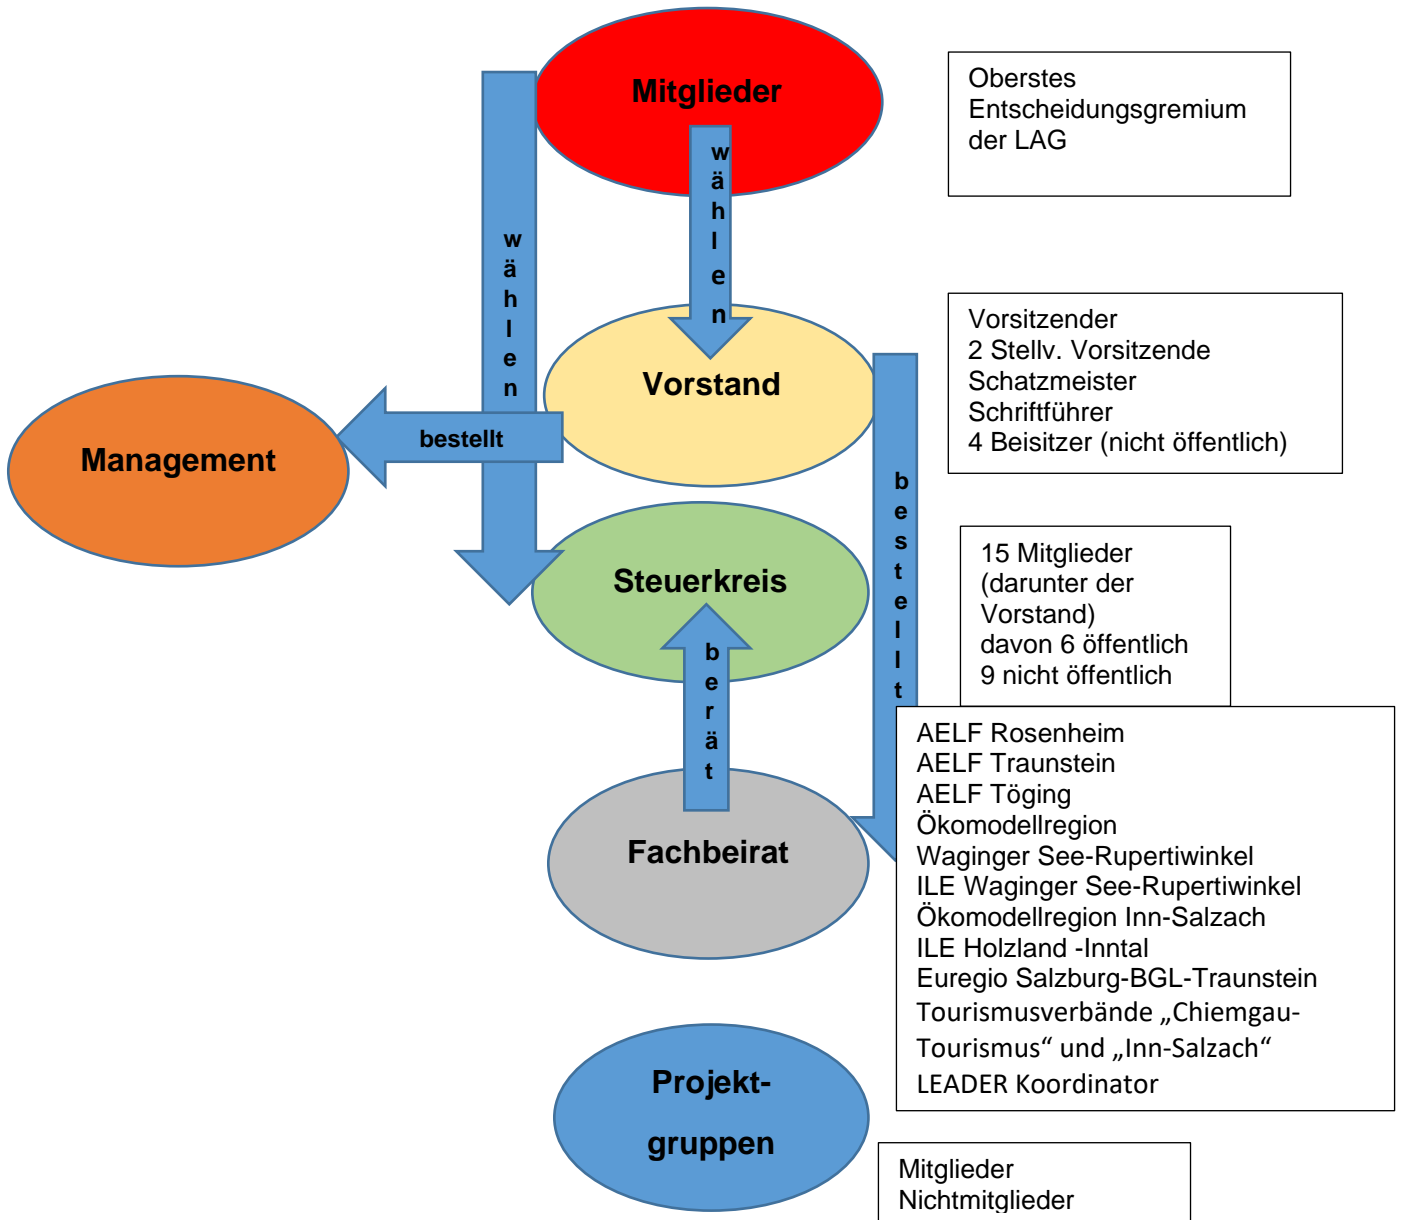 Mitglieder
Oberstes
Entscheidungsgremium
der LAG
wählen
wählen
Vorstand
Vorsitzender
2 Stellv. Vorsitzende
Schatzmeister
Schriftführer
4 Beisitzer (nicht öffentlich)
Management
bestellt
bestellt
Steuerkreis
15 Mitglieder
(darunter der
Vorstand)
davon 6 öffentlich
9 nicht öffentlich
berät
Fachbeirat
AELF Rosenheim
AELF Traunstein
AELF Töging
Ökomodellregion
Waginger See-Rupertiwinkel
ILE Waginger See-Rupertiwinkel
Ökomodellregion Inn-Salzach
ILE Holzland -Inntal
Euregio Salzburg-BGL-Traunstein
Tourismusverbände „Chiemgau-
Tourismus“ und „Inn-Salzach“
LEADER Koordinator
Projekt-
gruppen
Mitglieder
Nichtmitglieder